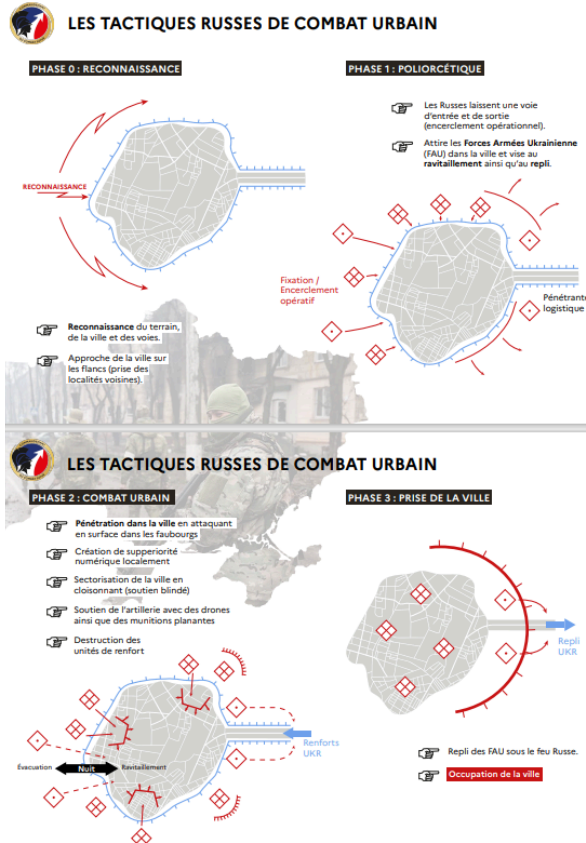 LES TACTIQUES RUSSES DE COMBAT URBAIN
PHASE 0 : RECONNAISSANCE
RECONNAISSANCE
Reconnaissance du terrain,
de la ville et des voies.
Approche de la ville sur
les flancs (prise des
localités voisines).
PHASE 1 : POLIORCÉTIQUE
Les Russes laissent une voie
d'entrée et de sortie
(encerclement opérationnel).
Attire les Forces Armées Ukrainienne
(FAU) dans la ville et vise au
ravitaillement ainsi qu'au repli.
Fixation /
Encerclement
opératif
Pénétrante
logistique
LES TACTIQUES RUSSES DE COMBAT URBAIN
PHASE 2 : COMBAT URBAIN
Pénétration dans la ville en attaquant
en surface dans les faubourgs
Création de supperiorité
numérique localement
Sectorisation de la ville en
cloisonnant (soutien blindé)
Soutien de l'artillerie avec des drones
ainsi que des munitions planantes
Destruction des
unités de renfort
Renforts
UKR
Évacuation
Nuit
Ravitaillement
PHASE 3 : PRISE DE LA VILLE
Repli
UKR
Repli des FAU sous le feu Russe.
Occupation de la ville